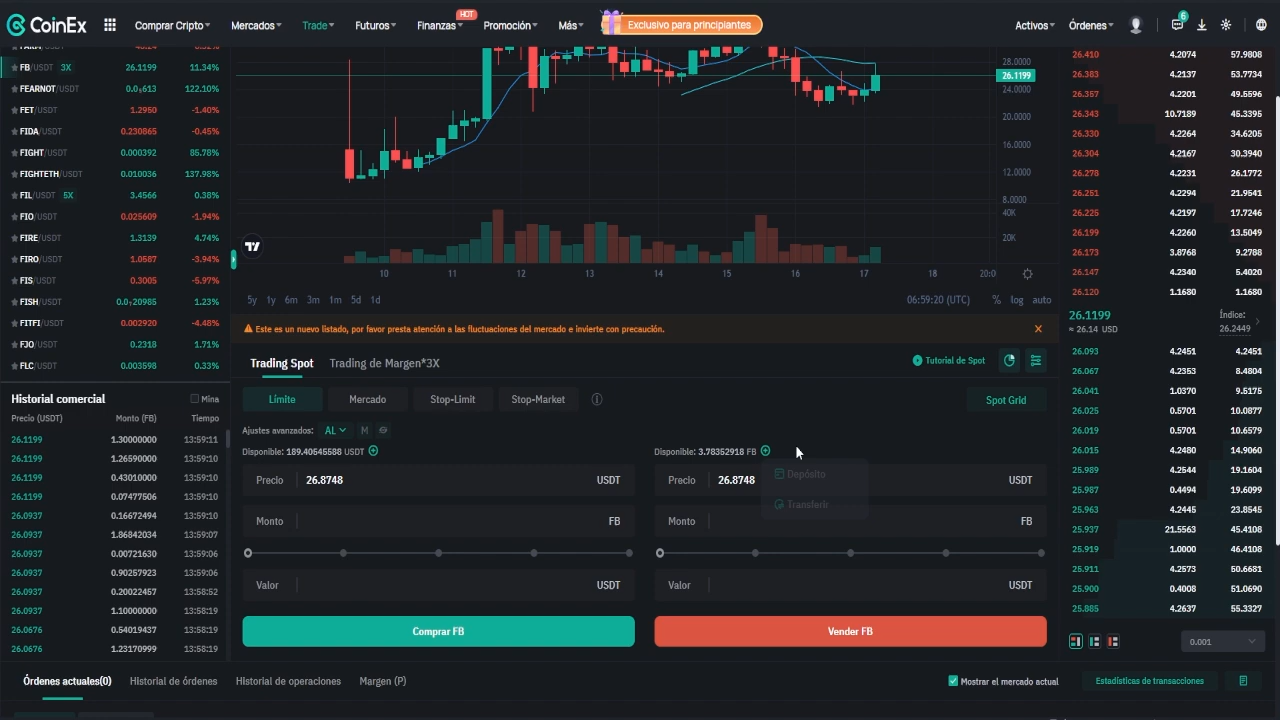 CoinEx Comprar Cripto Mercados Trade Futuros Finanzas HOT Promoción Más Exclusivo para principiantes Activos Órdenes 6
FB/USDT 3X 26.1199 11.34%
FEARNOT/USDT 0.0₅613 122.10%
FET/USDT 1.2950 -1.40%
FIDA/USDT 0.230865 -0.45%
FIGHT/USDT 0.000392 85.78%
FIGHTETH/USDT 0.010036 137.98%
FIL/USDT 5X 3.4566 0.38%
FIO/USDT 0.025609 -1.94%
FIRE/USDT 1.3139 4.74%
FIRO/USDT 1.0587 -3.94%
FIS/USDT 0.3005 -5.97%
FISH/USDT 0.0₇20985 1.23%
FITFI/USDT 0.002920 -4.48%
FJO/USDT 0.2318 1.71%
FLC/USDT 0.003598 0.33%
Historial comercial Mina
Precio (USDT) Monto (FB) Tiempo
26.1199 1.30000000 13:59:11
26.1199 1.26590000 13:59:10
26.1199 0.43010000 13:59:10
26.1199 0.07477506 13:59:10
26.0937 0.16672494 13:59:10
26.0937 1.86842034 13:59:07
26.0937 0.00721630 13:59:06
26.0937 0.90257923 13:59:06
26.0937 0.20022457 13:58:52
26.0937 1.10000000 13:58:19
26.0676 0.54019437 13:58:19
26.0676 1.23170999 13:58:19
28.0000
26.1199
24.0000
20.0000
16.0000
12.0000
8.0000
40K
20K
10 11 12 13 14 15 16 17 18 20:0
5y 1y 6m 3m 1m 5d 1d 06:59:20 (UTC) % log auto
Este es un nuevo listado, por favor presta atención a las fluctuaciones del mercado e invierte con precaución.
Trading Spot Trading de Margen*3X Tutorial de Spot
Límite Mercado Stop-Limit Stop-Market Spot Grid
Ajustes avanzados: AL M
Disponible: 189.40545588 USDT
Precio 26.8748 USDT
Monto FB
Valor USDT
Comprar FB
Disponible: 3.78352918 FB
Depósito
Transferir
Precio 26.8748 USDT
Monto FB
Valor USDT
Vender FB
26.410 4.2074 57.9808
26.383 4.2137 53.7734
26.357 4.2201 49.5596
26.343 10.7189 45.3395
26.330 4.2264 34.6205
26.304 4.2167 30.3940
26.278 4.2231 26.1772
26.251 4.2294 21.9541
26.225 4.2197 17.7246
26.199 4.2260 13.5049
26.173 3.8768 9.2788
26.147 4.2340 5.4020
26.120 1.1680 1.1680
26.1199 Índice:
≈ 26.14 USD 26.2449
26.093 4.2451 4.2451
26.067 4.2353 8.4804
26.041 1.0370 9.5175
26.025 0.5701 10.0877
26.019 0.5701 10.6579
26.015 4.2480 14.9060
25.989 4.2544 19.1604
25.987 0.4494 19.6099
25.963 4.2445 23.8545
25.937 21.5563 45.4108
25.919 1.0000 46.4108
25.911 4.2573 50.6681
25.900 0.4008 51.0690
25.885 4.2637 55.3327
0.001
Órdenes actuales(0) Historial de órdenes Historial de operaciones Margen (P) Mostrar el mercado actual Estadísticas de transacciones